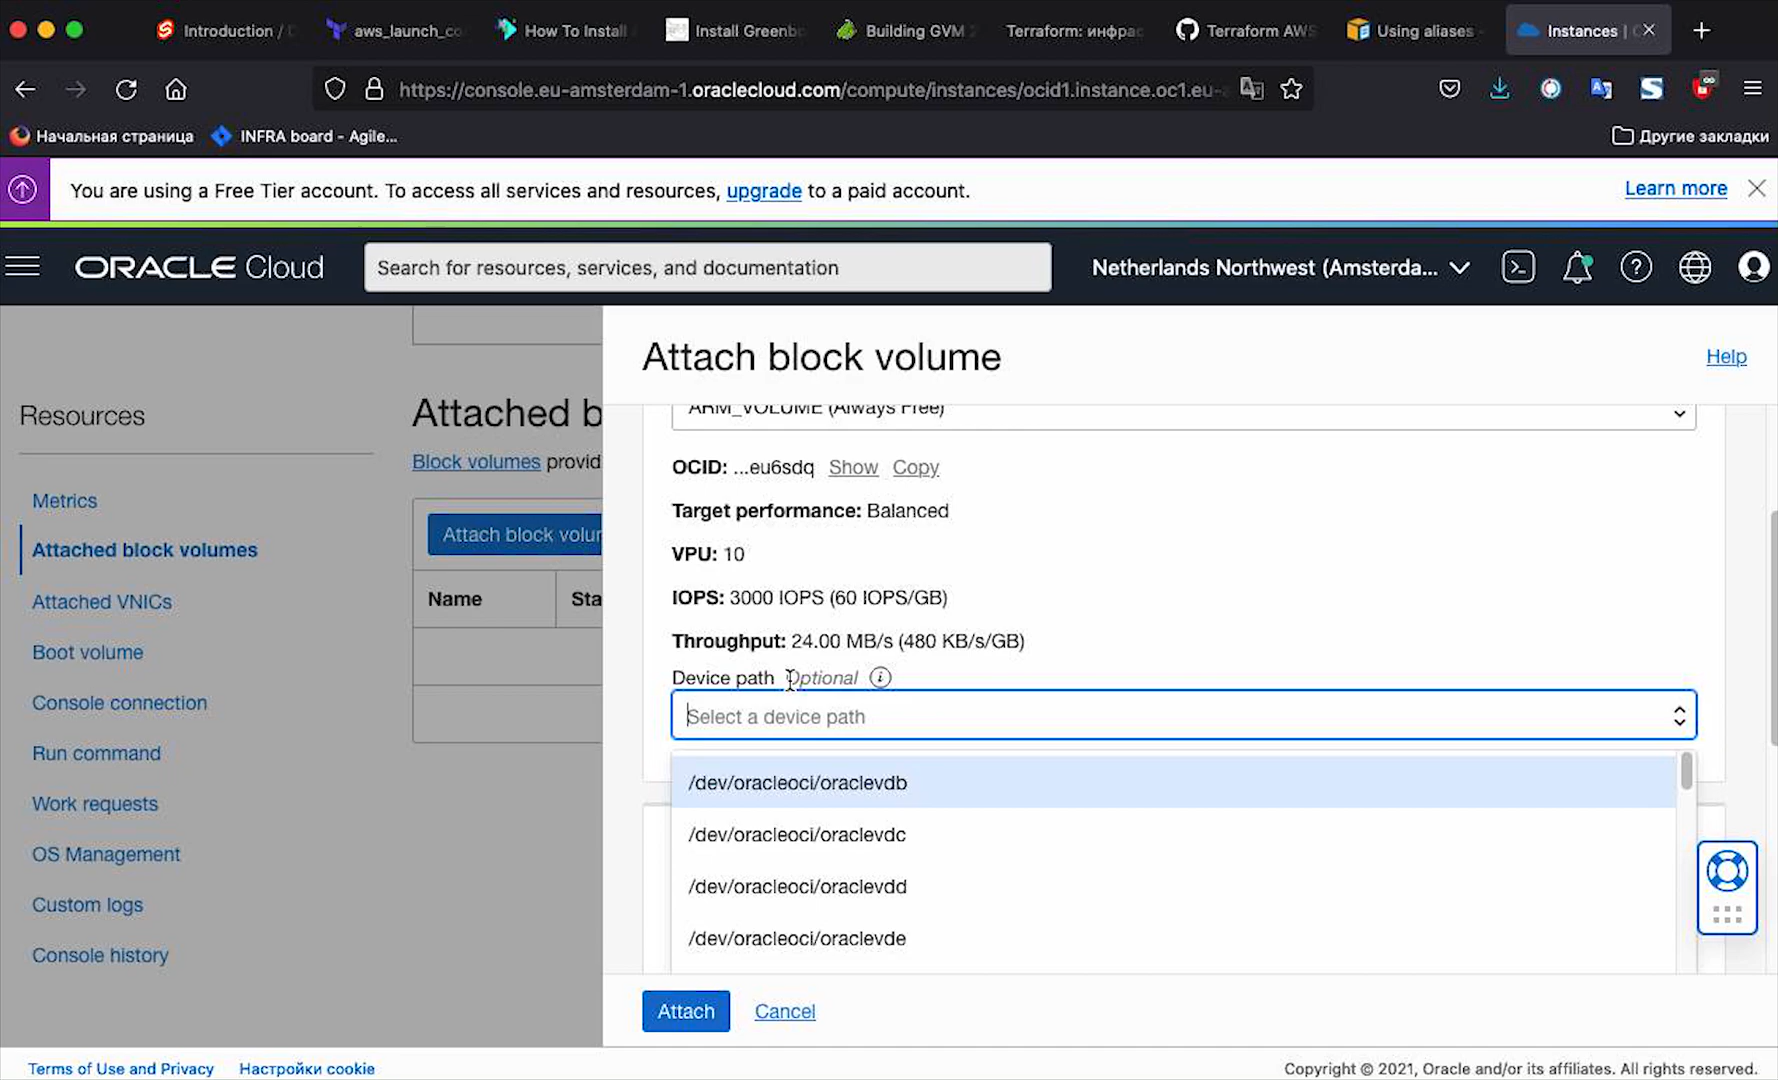 Introduction / D
aws_launch_co
How To Install
Install Greenbo
Building GVM 2
Terraform: инфрас
Terraform AWS
Using aliases
Instances | C
https://console.eu-amsterdam-1.oraclecloud.com/compute/instances/ocid1.instance.oc1.eu-
Начальная страница
INFRA board - Agile...
Другие закладки
You are using a Free Tier account. To access all services and resources, upgrade to a paid account.
Learn more
ORACLE Cloud
Search for resources, services, and documentation
Netherlands Northwest (Amsterda...
Resources
Metrics
Attached block volumes
Attached VNICs
Boot volume
Console connection
Run command
Work requests
OS Management
Custom logs
Console history
Attached b
Block volumes provid
Attach block volum
Name
Sta
Attach block volume
Help
ARM_VOLUME (Always Free)
OCID: ...eu6sdq Show Copy
Target performance: Balanced
VPU: 10
IOPS: 3000 IOPS (60 IOPS/GB)
Throughput: 24.00 MB/s (480 KB/s/GB)
Device path Optional
Select a device path
/dev/oracleoci/oraclevdb
/dev/oracleoci/oraclevdc
/dev/oracleoci/oraclevdd
/dev/oracleoci/oraclevde
Attach
Cancel
Terms of Use and Privacy
Настройки cookie
Copyright © 2021, Oracle and/or its affiliates. All rights reserved.